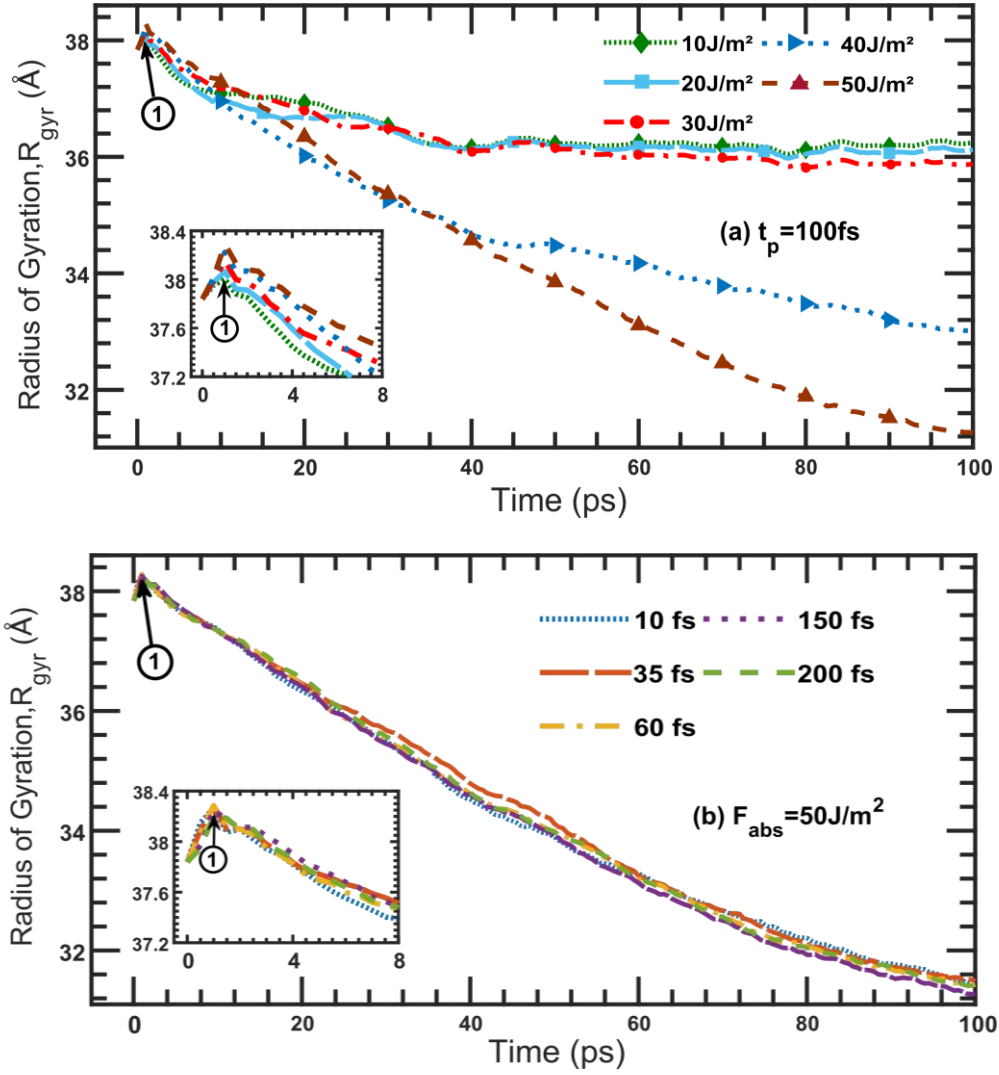 Radius of Gyration,R_gyr (Å)
38
36
34
32
1
10J/m²
20J/m²
30J/m²
40J/m²
50J/m²
(a) t_p=100fs
38.4
38
37.6
37.2
1
0 4 8
0 20 40 60 80 100
Time (ps)
Radius of Gyration,R_gyr (Å)
38
36
34
32
1
10 fs
35 fs
60 fs
150 fs
200 fs
(b) F_abs=50J/m²
38.4
38
37.6
37.2
1
0 4 8
0 20 40 60 80 100
Time (ps)